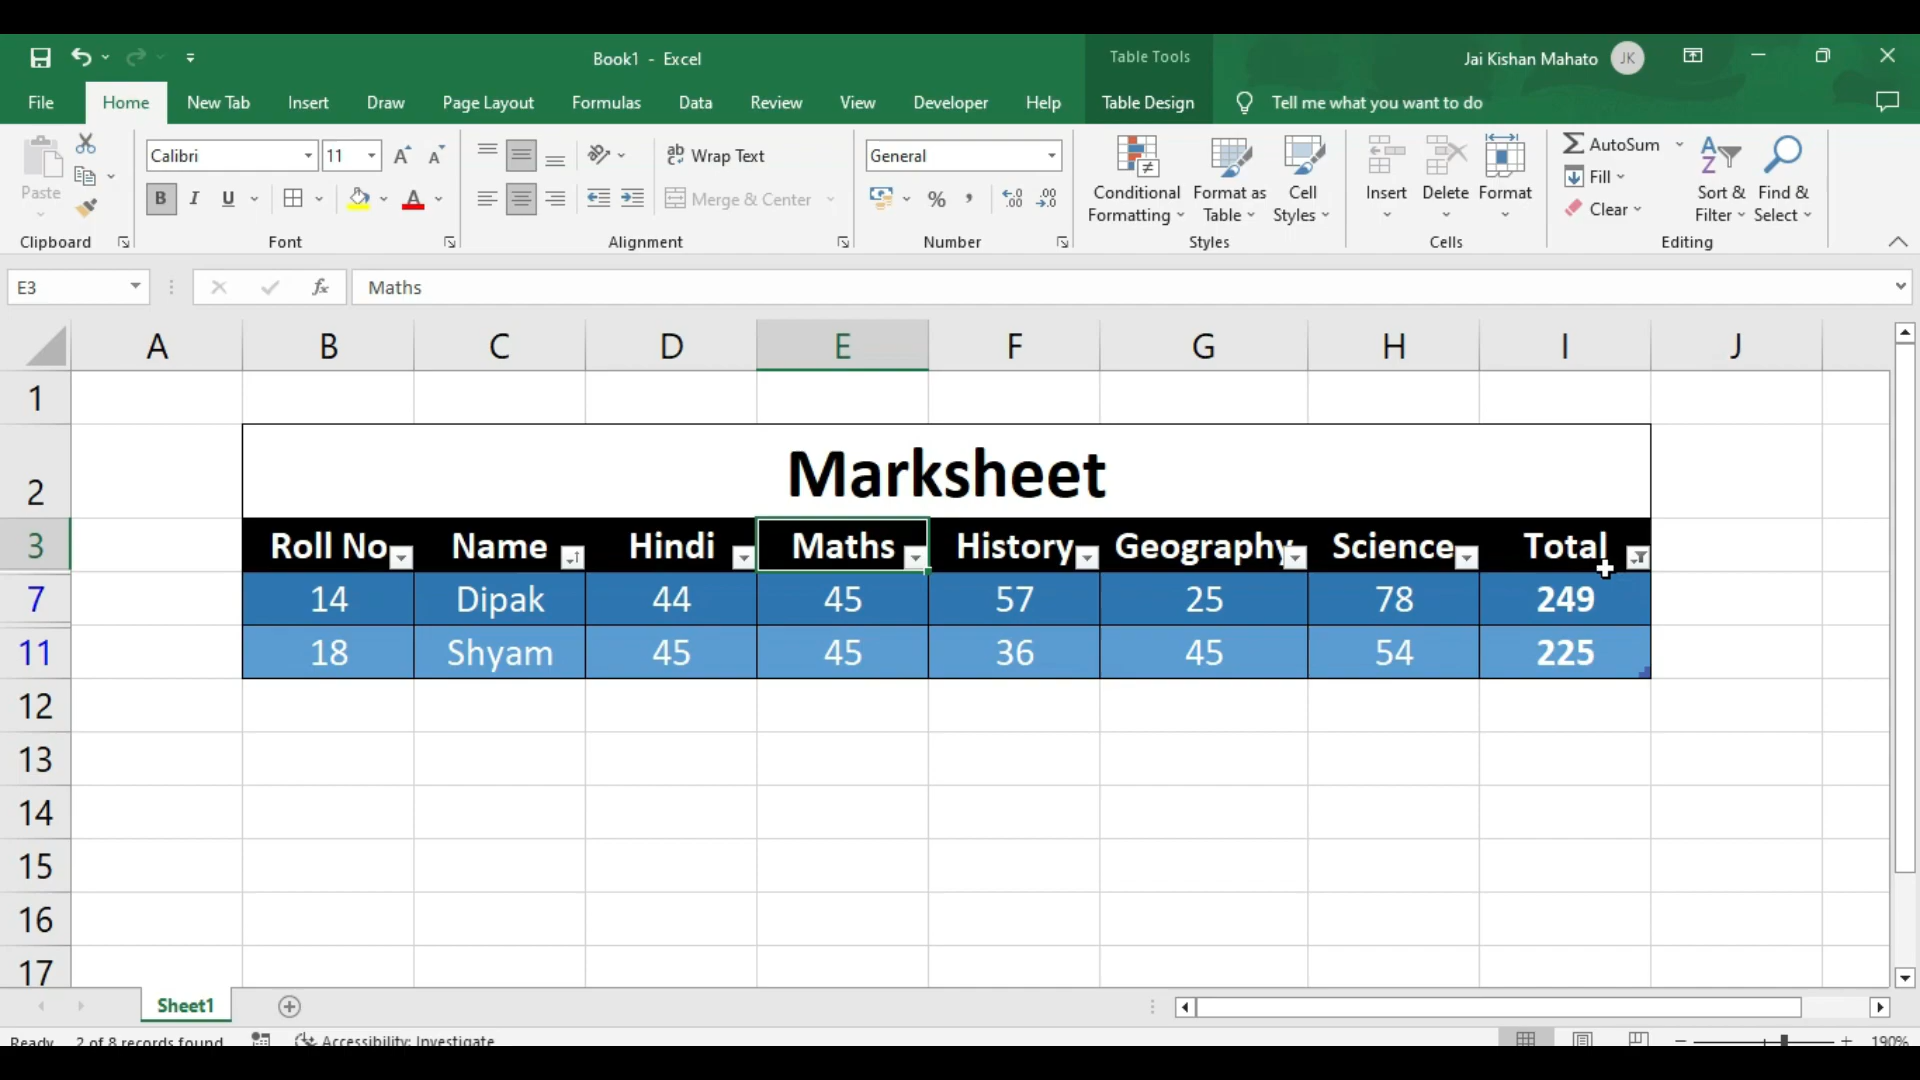 Book1 - Excel
Table Tools
Jai Kishan Mahato JK
File Home New Tab Insert Draw Page Layout Formulas Data Review View Developer Help Table Design Tell me what you want to do
Paste
Clipboard
Calibri 11
B I U
Font
Wrap Text
Merge & Center
Alignment
General
Number
Conditional Formatting
Format as Table
Cell Styles
Styles
Insert Delete Format
Cells
AutoSum
Fill
Clear
Sort & Filter
Find & Select
Editing
E3 fx Maths
A B C D E F G H I J
1
2 Marksheet
3 Roll No Name Hindi Maths History Geography Science Total
7 14 Dipak 44 45 57 25 78 249
11 18 Shyam 45 45 36 45 54 225
12
13
14
15
16
17
Sheet1
Ready 2 of 8 records found Accessibility: Investigate 190%